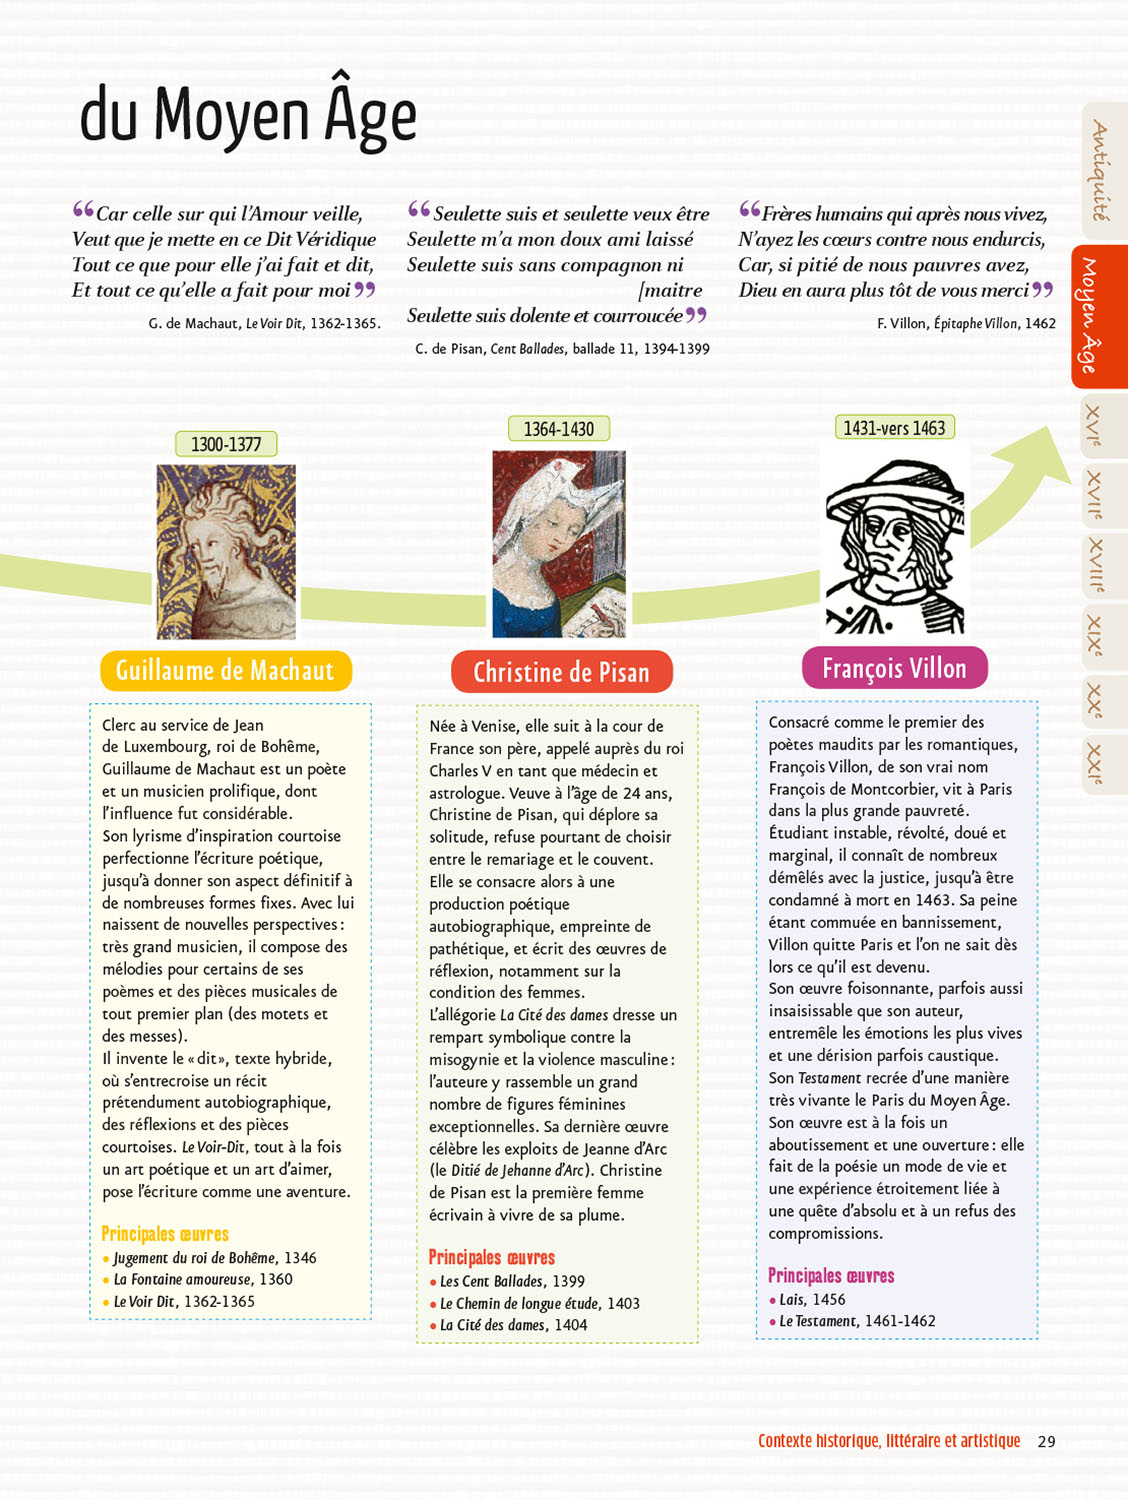 du Moyen Âge
“Car celle sur qui l’Amour veille,
Veut que je mette en ce Dit Véridique
Tout ce que pour elle j’ai fait et dit,
Et tout ce qu’elle a fait pour moi”
G. de Machaut, Le Voir Dit, 1362-1365.
“Seulette suis et seulette veux être
Seulette m’a mon doux ami laissé
Seulette suis sans compagnon ni
[maitre
Seulette suis dolente et courroucée”
C. de Pisan, Cent Ballades, ballade 11, 1394-1399
“Frères humains qui après nous vivez,
N’ayez les cœurs contre nous endurcis,
Car, si pitié de nous pauvres avez,
Dieu en aura plus tôt de vous merci”
F. Villon, Épitaphe Villon, 1462
1300-1377
Guillaume de Machaut
Clerc au service de Jean
de Luxembourg, roi de Bohême,
Guillaume de Machaut est un poète
et un musicien prolifique, dont
l’influence fut considérable.
Son lyrisme d’inspiration courtoise
perfectionne l’écriture poétique,
jusqu’à donner son aspect définitif à
de nombreuses formes fixes. Avec lui
naissent de nouvelles perspectives :
très grand musicien, il compose des
mélodies pour certains de ses
poèmes et des pièces musicales de
tout premier plan (des motets et
des messes).
Il invente le « dit », texte hybride,
où s’entrecroise un récit
prétendument autobiographique,
des réflexions et des pièces
courtoises. Le Voir-Dit, tout à la fois
un art poétique et un art d’aimer,
pose l’écriture comme une aventure.
Principales œuvres
• Jugement du roi de Bohême, 1346
• La Fontaine amoureuse, 1360
• Le Voir Dit, 1362-1365
1364-1430
Christine de Pisan
Née à Venise, elle suit à la cour de
France son père, appelé auprès du roi
Charles V en tant que médecin et
astrologue. Veuve à l’âge de 24 ans,
Christine de Pisan, qui déplore sa
solitude, refuse pourtant de choisir
entre le remariage et le couvent.
Elle se consacre alors à une
production poétique
autobiographique, empreinte de
pathétique, et écrit des œuvres de
réflexion, notamment sur la
condition des femmes.
L’allégorie La Cité des dames dresse un
rempart symbolique contre la
misogynie et la violence masculine :
l’auteure y rassemble un grand
nombre de figures féminines
exceptionnelles. Sa dernière œuvre
célèbre les exploits de Jeanne d’Arc
(le Ditié de Jehanne d’Arc). Christine
de Pisan est la première femme
écrivain à vivre de sa plume.
Principales œuvres
• Les Cent Ballades, 1399
• Le Chemin de longue étude, 1403
• La Cité des dames, 1404
1431-vers 1463
François Villon
Consacré comme le premier des
poètes maudits par les romantiques,
François Villon, de son vrai nom
François de Montcorbier, vit à Paris
dans la plus grande pauvreté.
Étudiant instable, révolté, doué et
marginal, il connaît de nombreux
démêlés avec la justice, jusqu’à être
condamné à mort en 1463. Sa peine
étant commuée en bannissement,
Villon quitte Paris et l’on ne sait dès
lors ce qu’il est devenu.
Son œuvre foisonnante, parfois aussi
insaisissable que son auteur,
entremêle les émotions les plus vives
et une dérision parfois caustique.
Son Testament recrée d’une manière
très vivante le Paris du Moyen Âge.
Son œuvre est à la fois un
aboutissement et une ouverture : elle
fait de la poésie un mode de vie et
une expérience étroitement liée à
une quête d’absolu et à un refus des
compromissions.
Principales œuvres
• Lais, 1456
• Le Testament, 1461-1462
Antiquité
Moyen Âge
XVIe
XVIIe
XVIIIe
XIXe
XXe
XXIe
Contexte historique, littéraire et artistique 29